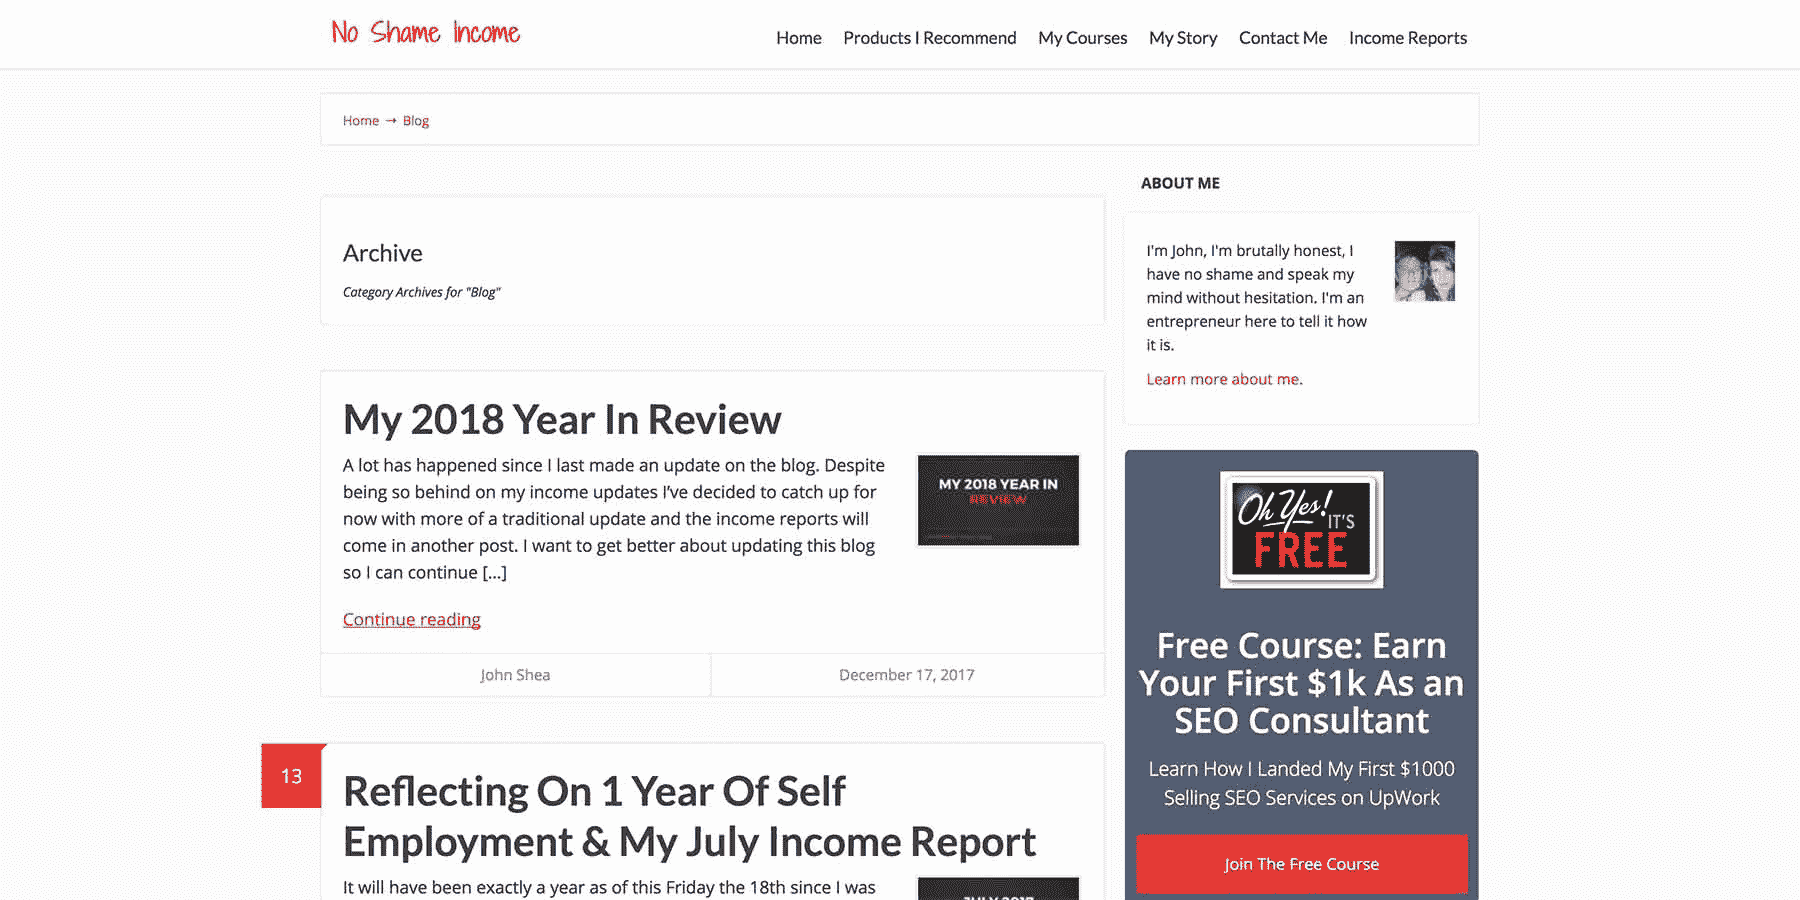 No Shame Income
Home Products I Recommend My Courses My Story Contact Me Income Reports
Home → Blog
Archive
Category Archives for "Blog"
My 2018 Year In Review
A lot has happened since I last made an update on the blog. Despite
being so behind on my income updates I've decided to catch up for
now with more of a traditional update and the income reports will
come in another post. I want to get better about updating this blog
so I can continue [...]
MY 2018 YEAR IN
REVIEW
Continue reading
John Shea
December 17, 2017
13
Reflecting On 1 Year Of Self
Employment & My July Income Report
It will have been exactly a year as of this Friday the 18th since I was
JULY 2017
ABOUT ME
I'm John, I'm brutally honest, I
have no shame and speak my
mind without hesitation. I'm an
entrepreneur here to tell it how
it is.
Learn more about me.
Oh Yes! IT'S
FREE
Free Course: Earn
Your First $1k As an
SEO Consultant
Learn How I Landed My First $1000
Selling SEO Services on UpWork
Join The Free Course